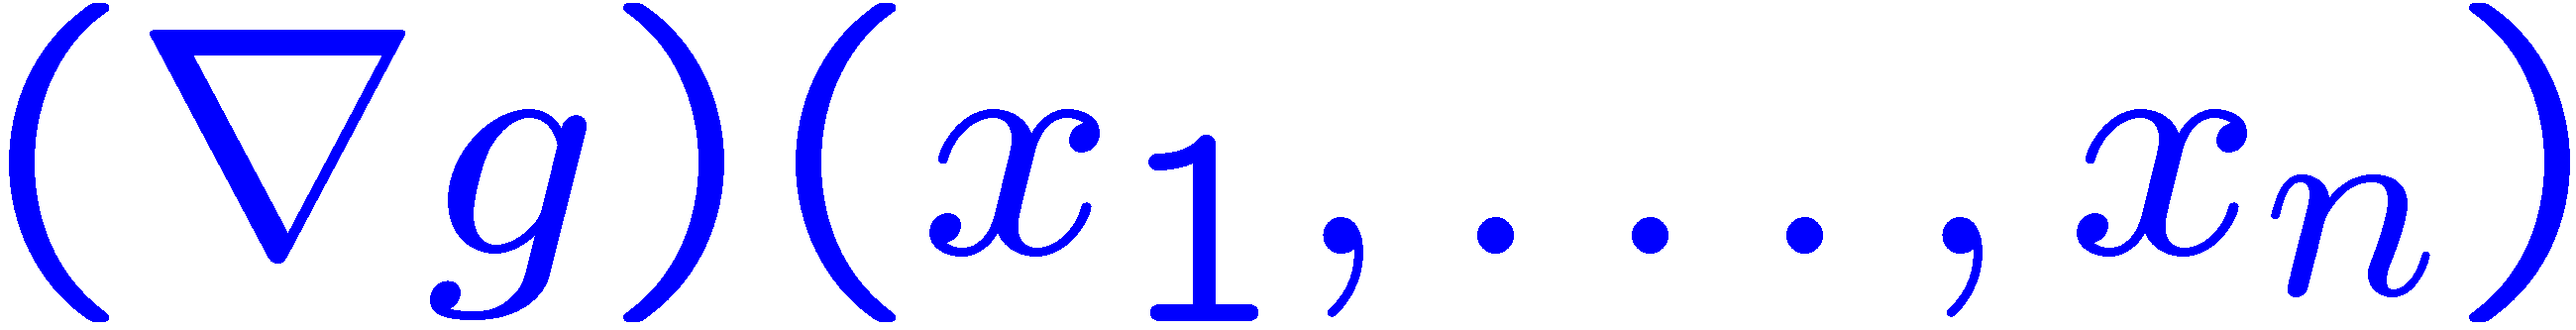 (∇g)(x₁, . . . , xₙ)